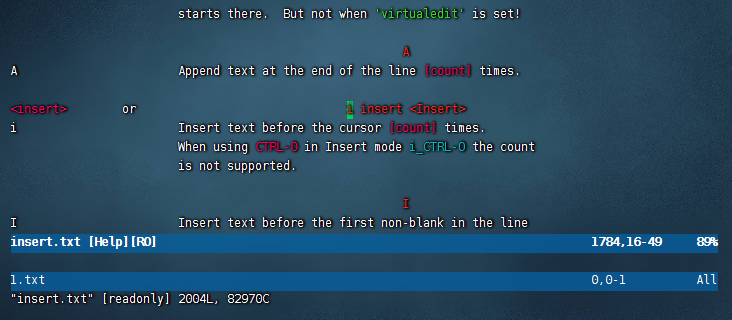 starts there.  But not when 'virtualedit' is set!
A
A Append text at the end of the line [count] times.
<insert> or i insert <Insert>
i Insert text before the cursor [count] times.
When using CTRL-O in Insert mode i_CTRL-O the count
is not supported.
I
I Insert text before the first non-blank in the line
insert.txt [Help][RO] 1784,16-49 89%
1.txt 0,0-1 All
"insert.txt" [readonly] 2004L, 82970C